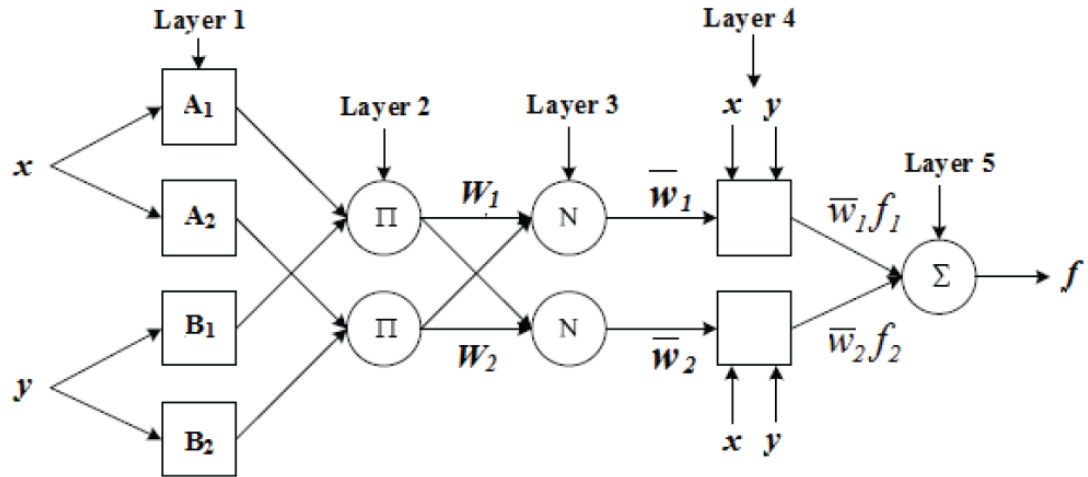 Layer 1
Layer 4
A₁
Layer 2
Layer 3
x y
x
W₁
w̅₁
Layer 5
A₂
Π
N
w̅₁f₁
Σ
f
B₁
Π
N
w̅₂f₂
W₂
w̅₂
y
B₂
x y